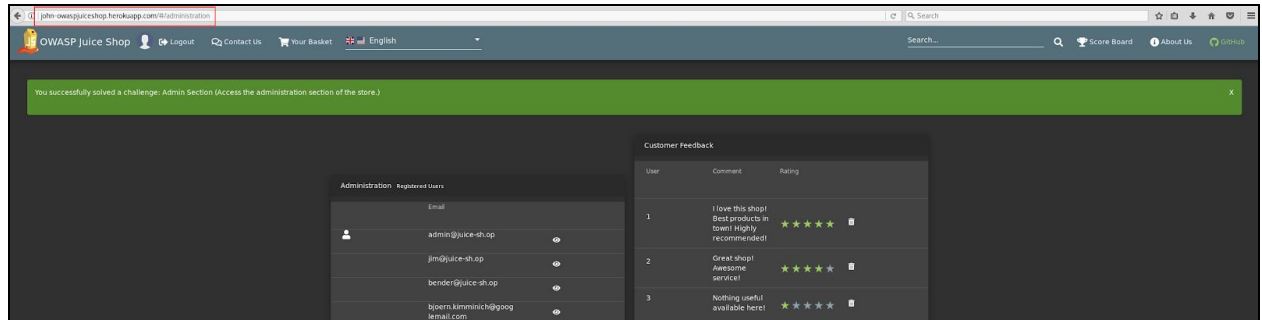 john-owaspjuiceshop.herokuapp.com/#/administration
Search
OWASP Juice Shop Logout Contact Us Your Basket English Search... Score Board About Us GitHub
You successfully solved a challenge: Admin Section (Access the administration section of the store.) X
Customer Feedback
User Comment Rating
Administration Registered Users
Email
admin@juice-sh.op
jim@juice-sh.op
bender@juice-sh.op
bjoern.kimminich@goog
lemail.com
1
I love this shop!
Best products in
town! Highly
recommended!
2
Great shop!
Awesome
service!
3
Nothing useful
available here!